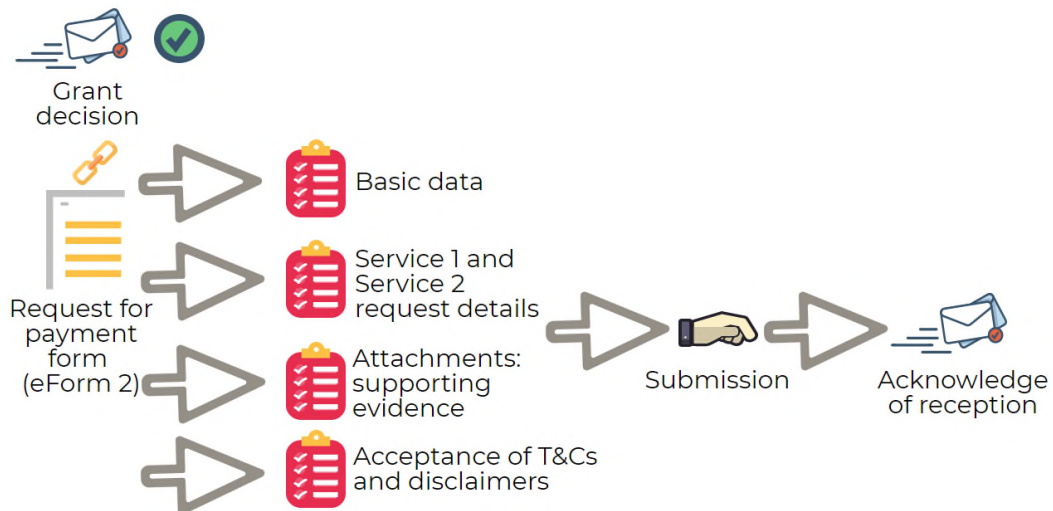 Grant
decision
Request for
payment
form
(eForm 2)
Basic data
Service 1 and
Service 2
request details
Attachments:
supporting
evidence
Acceptance of T&Cs
and disclaimers
Submission
Acknowledge
of reception